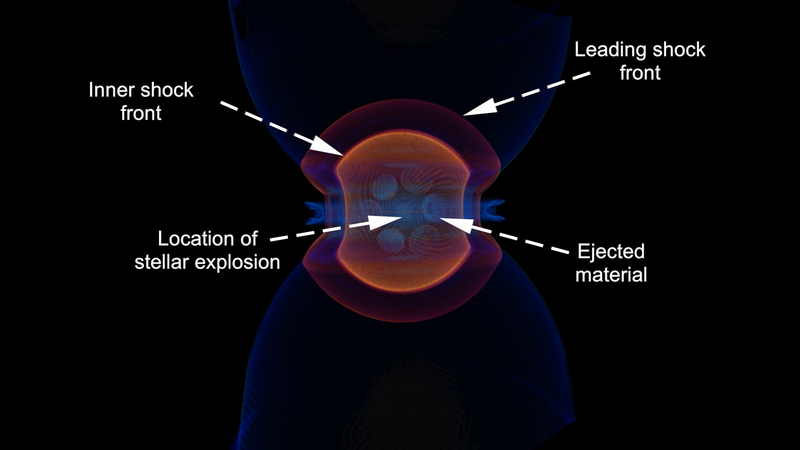 Leading shock
front
Inner shock
front
Location of
stellar explosion
Ejected
material